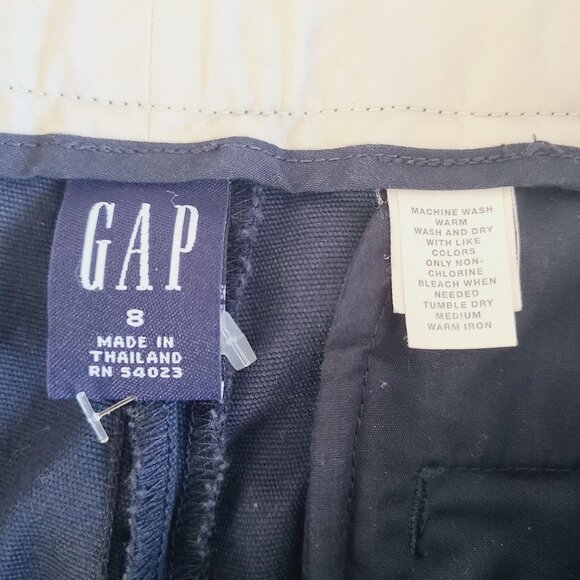 GAP
8
MADE IN
THAILAND
RN 54023
MACHINE WASH
WARM
WASH AND DRY
WITH LIKE
COLORS
ONLY NON-
CHLORINE
BLEACH WHEN
NEEDED
TUMBLE DRY
MEDIUM
WARM IRON